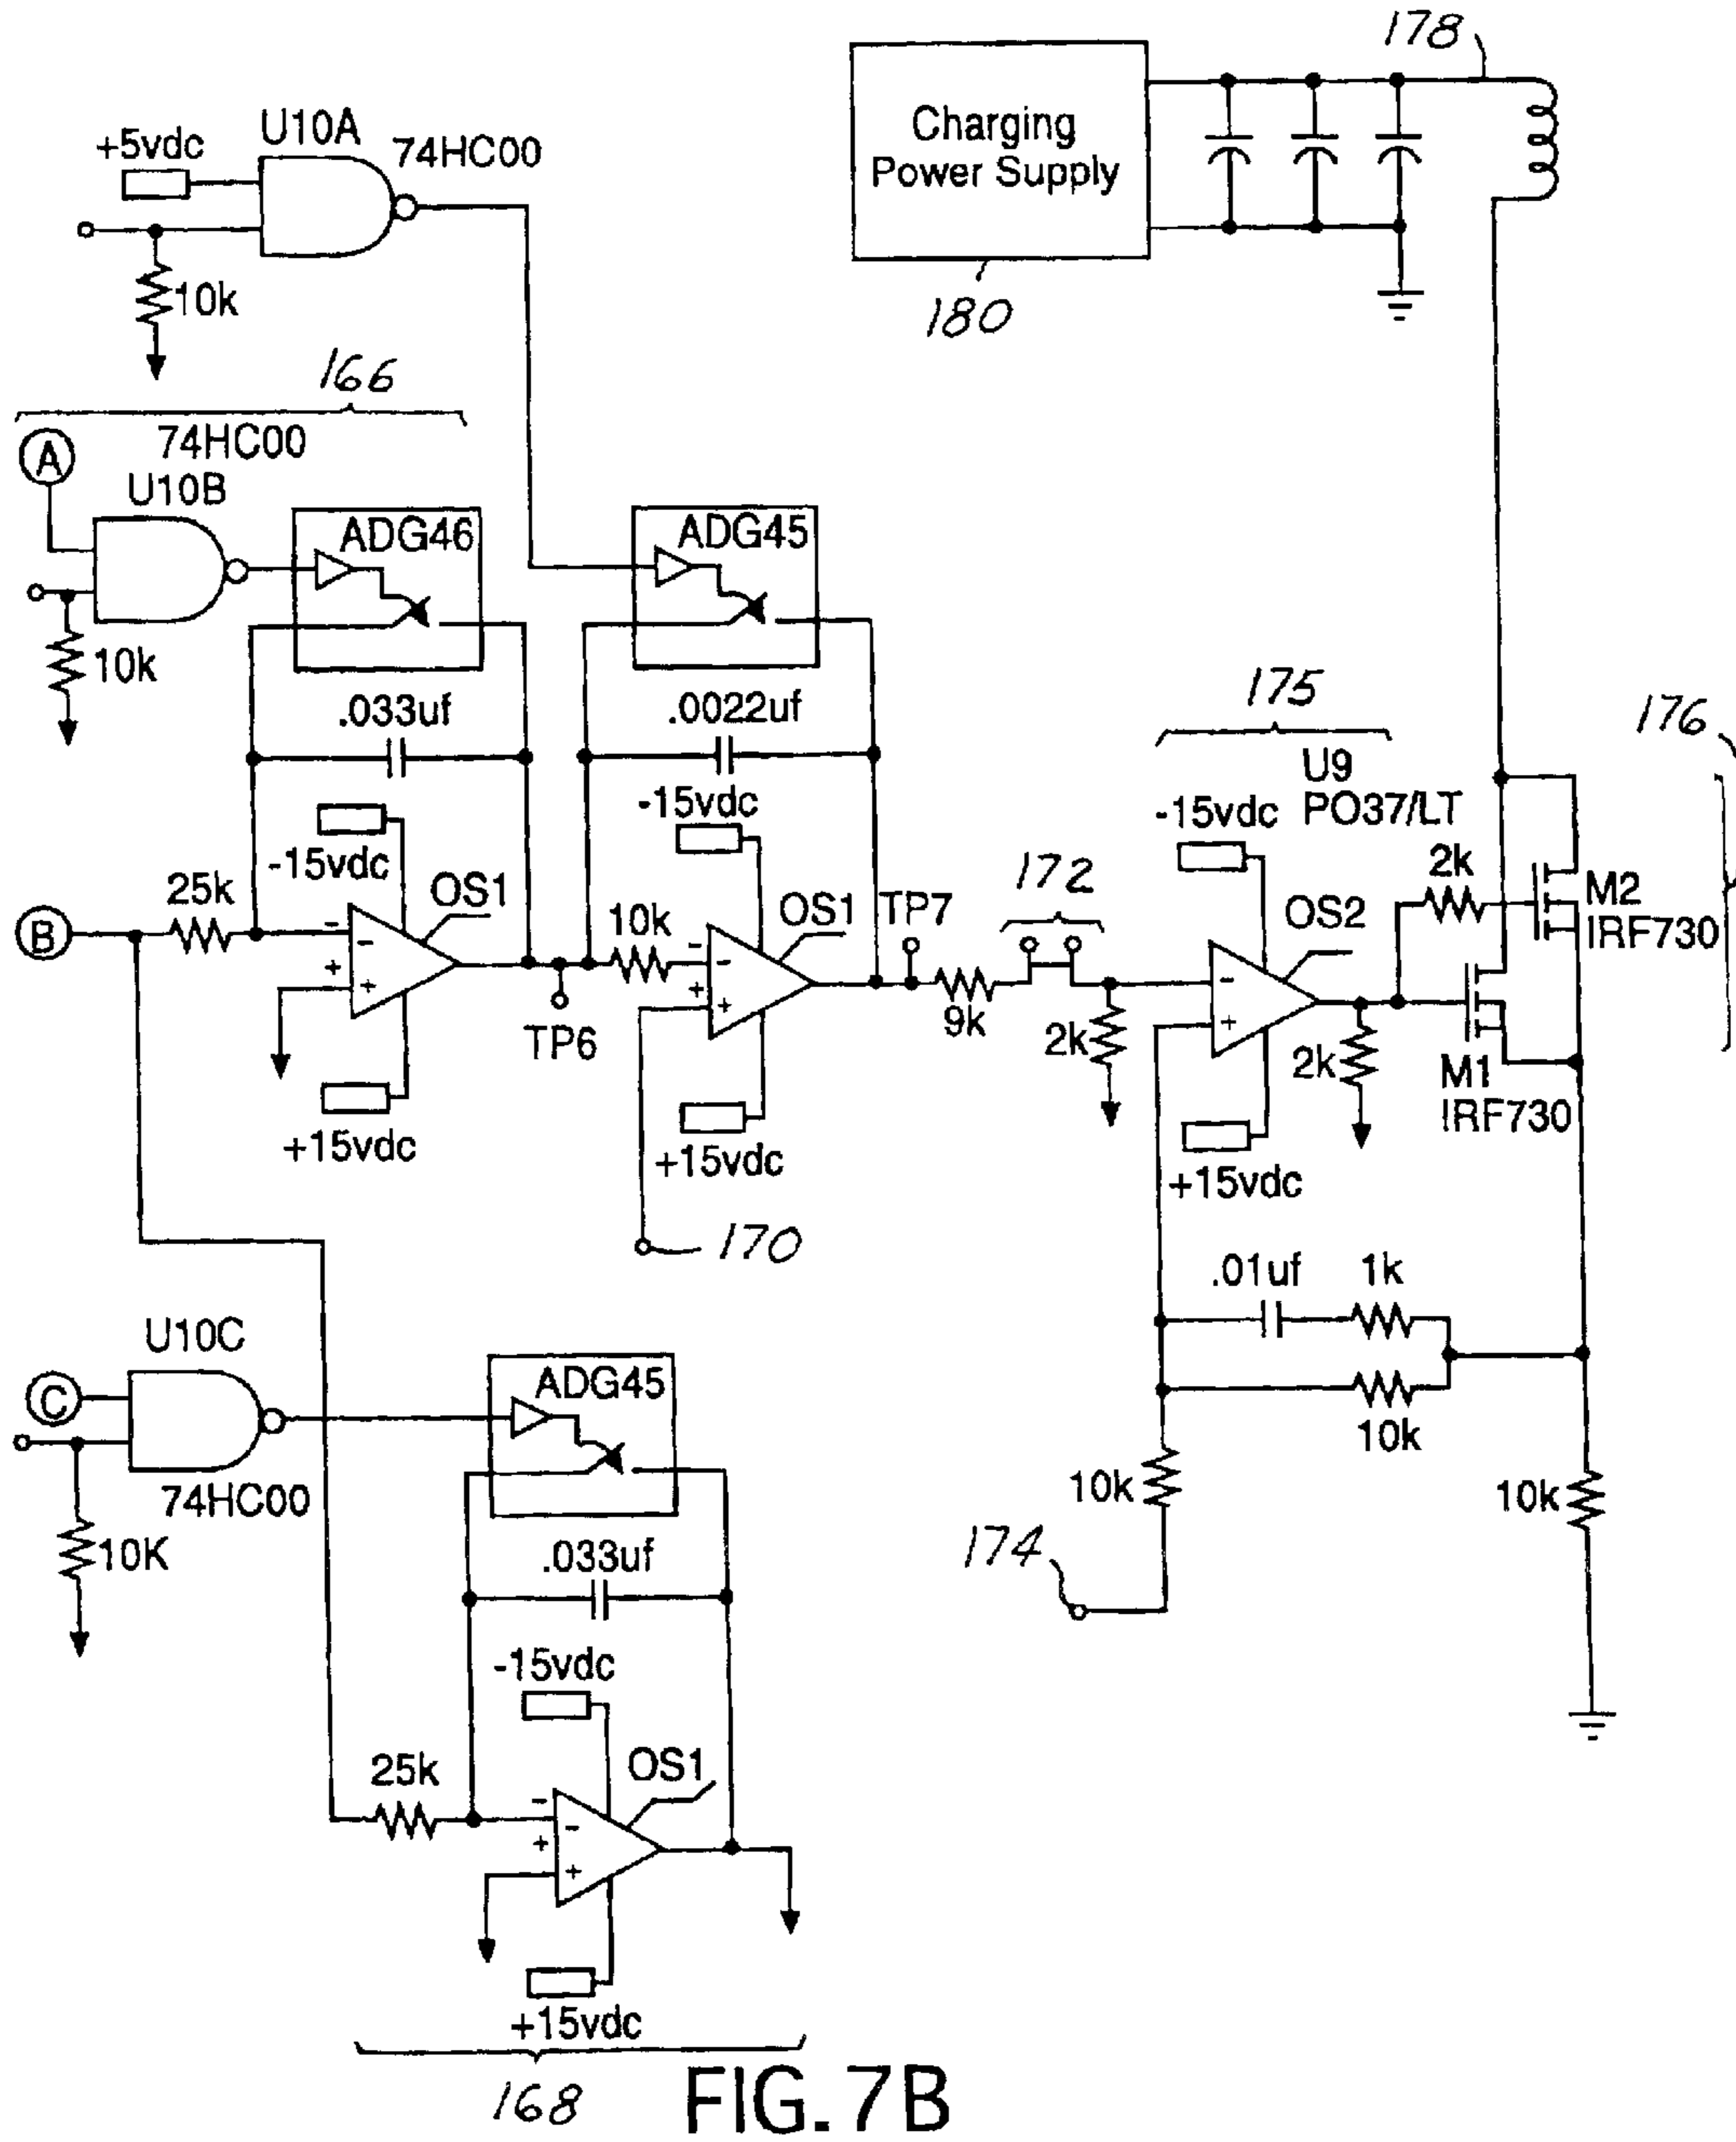 178
U10A
+5vdc
74HC00
Charging
Power Supply
10k
180
166
74HC00
A
U10B
ADG46
ADG45
10k
.033uf
.0022uf
175
176
U9
PO37/LT
-15vdc
-15vdc
-15vdc
25k
OS1
10k
OS1
TP7
172
OS2
2k
M2
IRF730
B
- -
+ +
- -
+ +
-
+
TP6
9k
2k
2k
M1
IRF730
+15vdc
+15vdc
+15vdc
170
.01uf
1k
U10C
C
ADG45
10k
74HC00
10k
10k
10K
.033uf
174
-15vdc
25k
OS1
- -
+ +
+15vdc
168
FIG. 7B